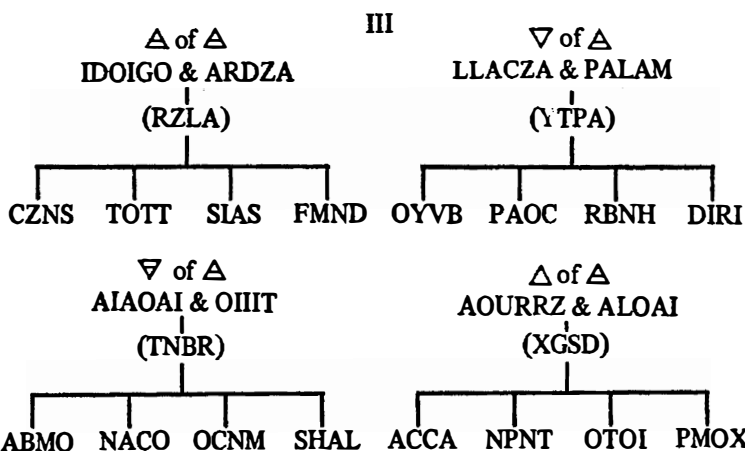 III
🜁 of 🜁
IDOIGO & ARDZA
(RZLA)
CZNS TOTT SIAS FMND
▽ of 🜁
LLACZA & PALAM
(YTPA)
OYVB PAOC RBNH DIRI
🜃 of 🜁
AIAOAI & OIIIT
(TNBR)
ABMO NACO OCNM SHAL
△ of 🜁
AOURRZ & ALOAI
(XGSD)
ACCA NPNT OTOI PMOX